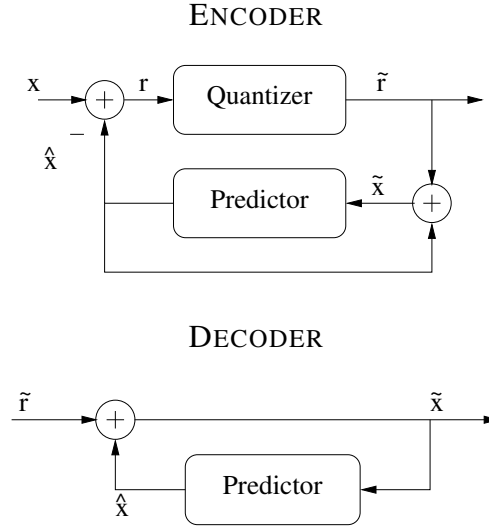 ENCODER
x + r Quantizer r̃
−
x̂ Predictor x̃ +
DECODER
r̃ + x̃
x̂ Predictor